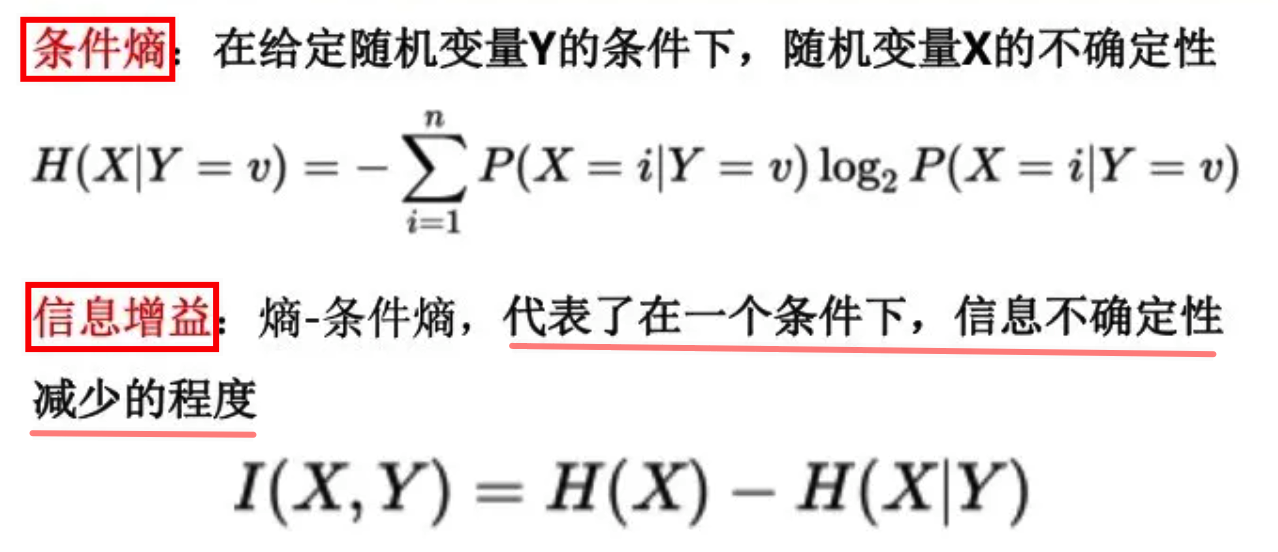 条件熵：在给定随机变量Y的条件下，随机变量X的不确定性
H(X|Y = v) = − ∑_{i=1}^{n} P(X = i|Y = v) log₂ P(X = i|Y = v)
信息增益：熵-条件熵，代表了在一个条件下，信息不确定性
减少的程度
I(X, Y) = H(X) − H(X|Y)